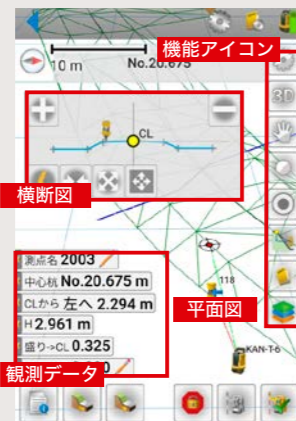 機能アイコン
10 m
No.20.675
3D
CL
横断図
測点名 2003
中心杭 No.20.675 m
118
CLから 左へ 2.294 m
H 2.961 m
平面図
盛り->CL 0.325
KAN-T-6
観測データ